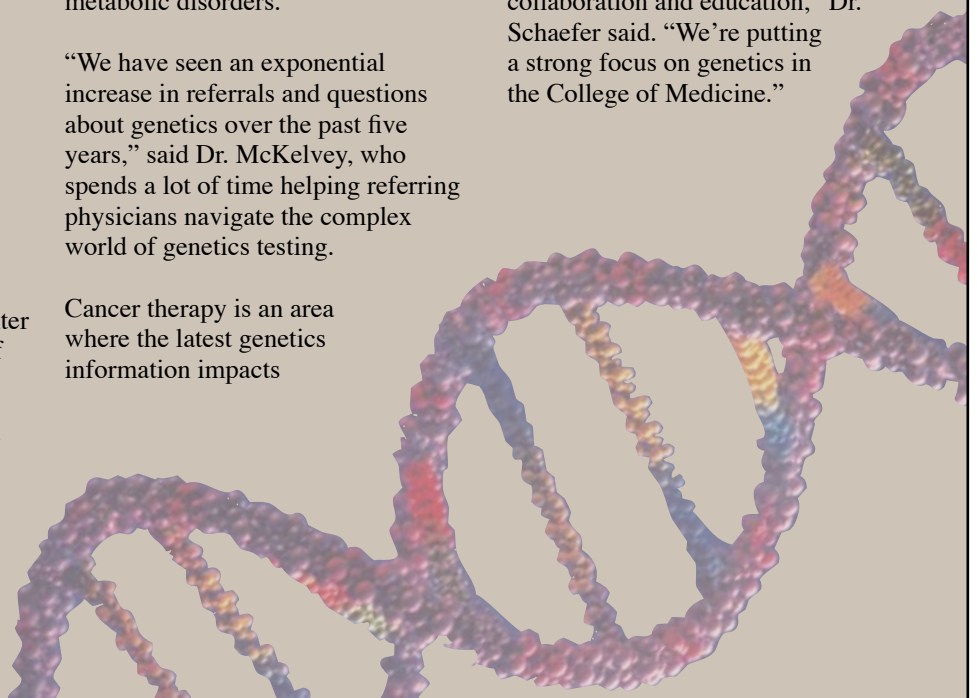 ter
metabolic disorders.
“We have seen an exponential
increase in referrals and questions
about genetics over the past five
years,” said Dr. McKelvey, who
spends a lot of time helping referring
physicians navigate the complex
world of genetics testing.
Cancer therapy is an area
where the latest genetics
information impacts
collaboration and education,” Dr.
Schaefer said. “We’re putting
a strong focus on genetics in
the College of Medicine.”